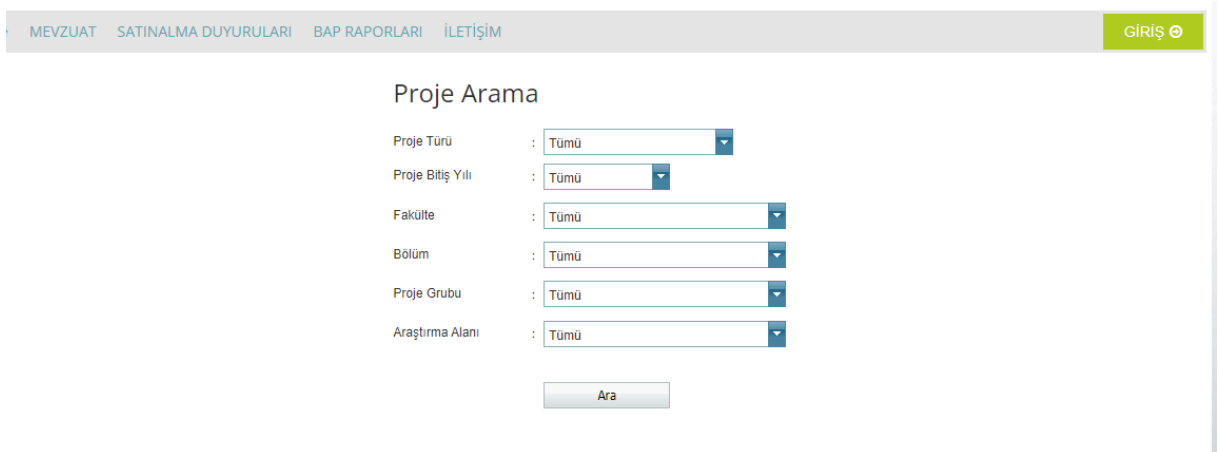 MEVZUAT SATINALMA DUYURULARI BAP RAPORLARI İLETİŞİM GİRİŞ
Proje Arama
Proje Türü : Tümü
Proje Bitiş Yılı : Tümü
Fakülte : Tümü
Bölüm : Tümü
Proje Grubu : Tümü
Araştırma Alanı : Tümü
Ara